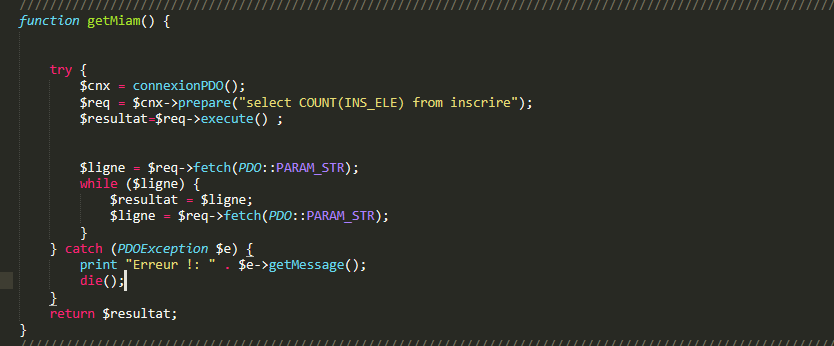 ////////////////////////////////////////////////////////////////////////////////////////////////////
function getMiam() {
try {
$cnx = connexionPDO();
$req = $cnx->prepare("select COUNT(INS_ELE) from inscrire");
$resultat=$req->execute() ;
$ligne = $req->fetch(PDO::PARAM_STR);
while ($ligne) {
$resultat = $ligne;
$ligne = $req->fetch(PDO::PARAM_STR);
}
} catch (PDOException $e) {
print "Erreur !: " . $e->getMessage();
die();
}
return $resultat;
}
////////////////////////////////////////////////////////////////////////////////////////////////////